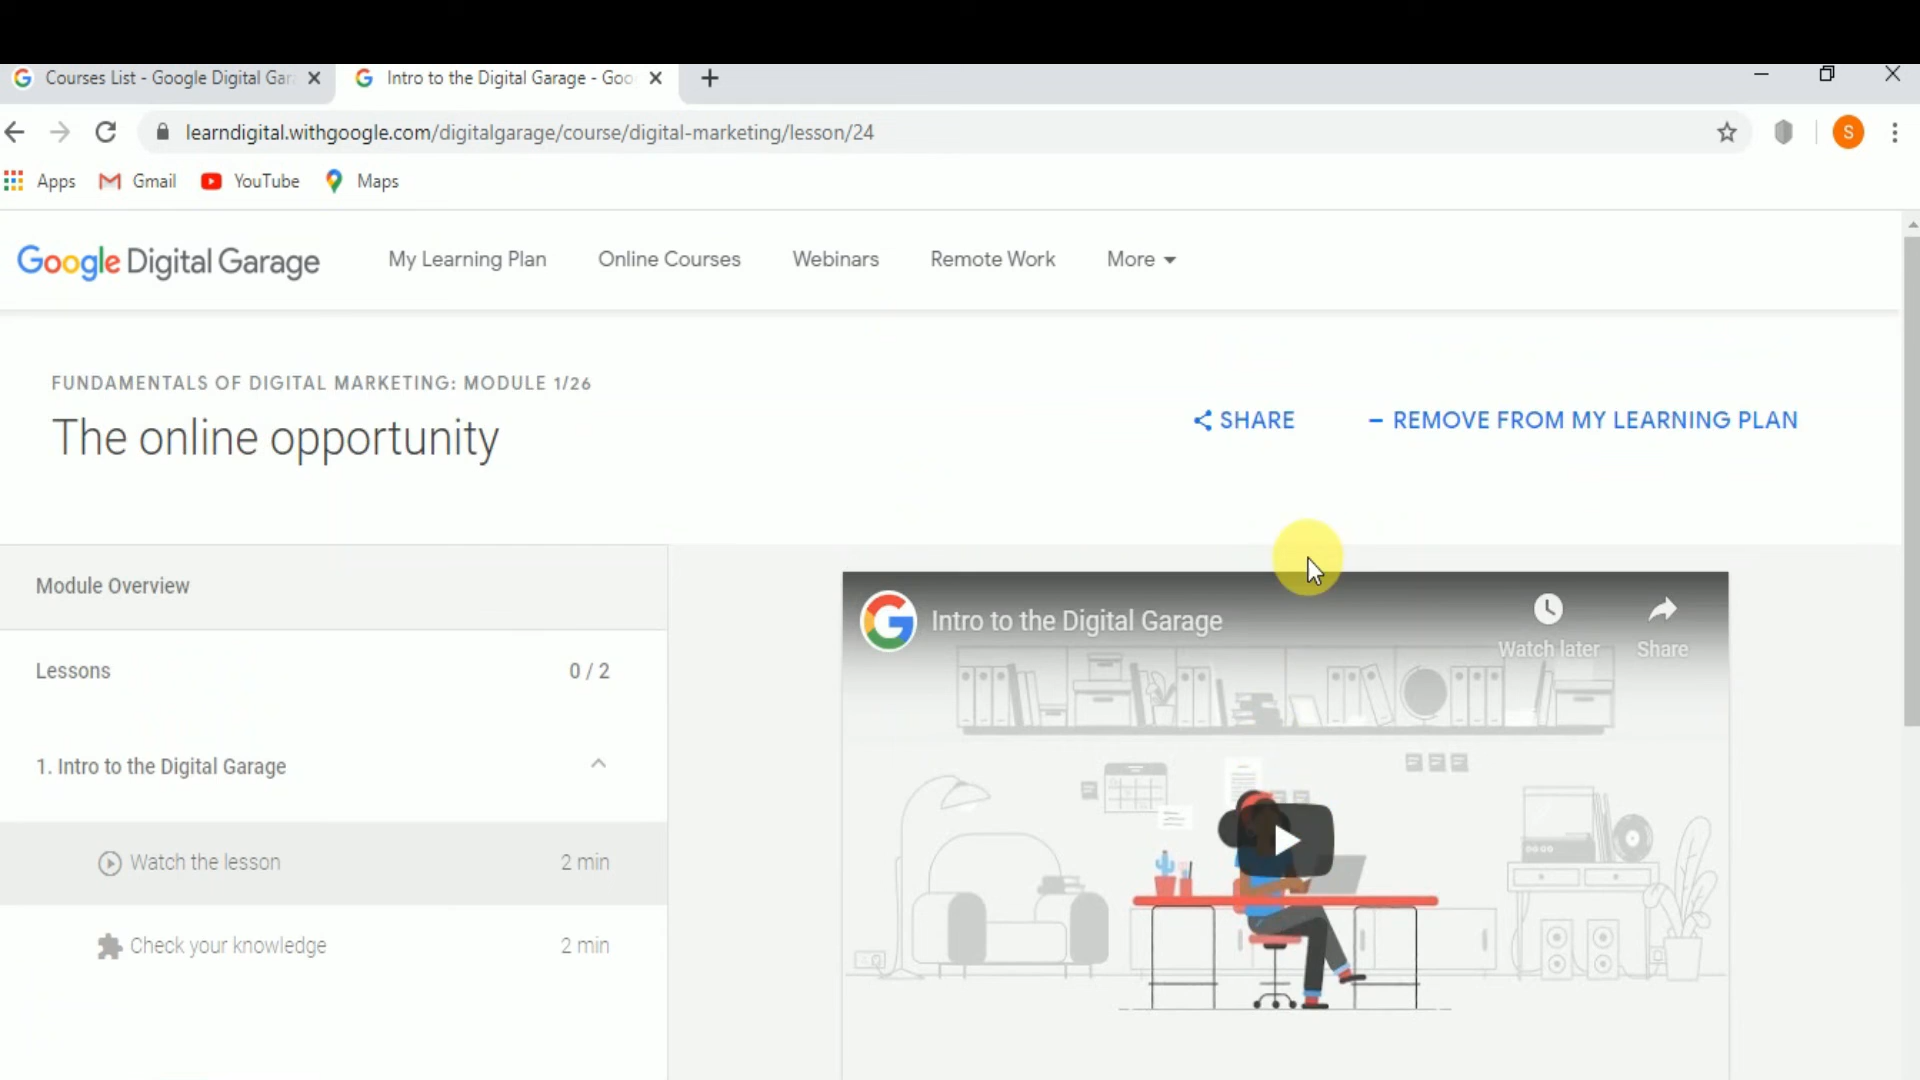 Courses List - Google Digital Gar
Intro to the Digital Garage - Goo
learndigital.withgoogle.com/digitalgarage/course/digital-marketing/lesson/24
S
Apps
Gmail
YouTube
Maps
Google Digital Garage
My Learning Plan
Online Courses
Webinars
Remote Work
More
FUNDAMENTALS OF DIGITAL MARKETING: MODULE 1/26
The online opportunity
SHARE
REMOVE FROM MY LEARNING PLAN
Module Overview
Lessons 0 / 2
1. Intro to the Digital Garage
Watch the lesson 2 min
Check your knowledge 2 min
Intro to the Digital Garage
Watch later
Share